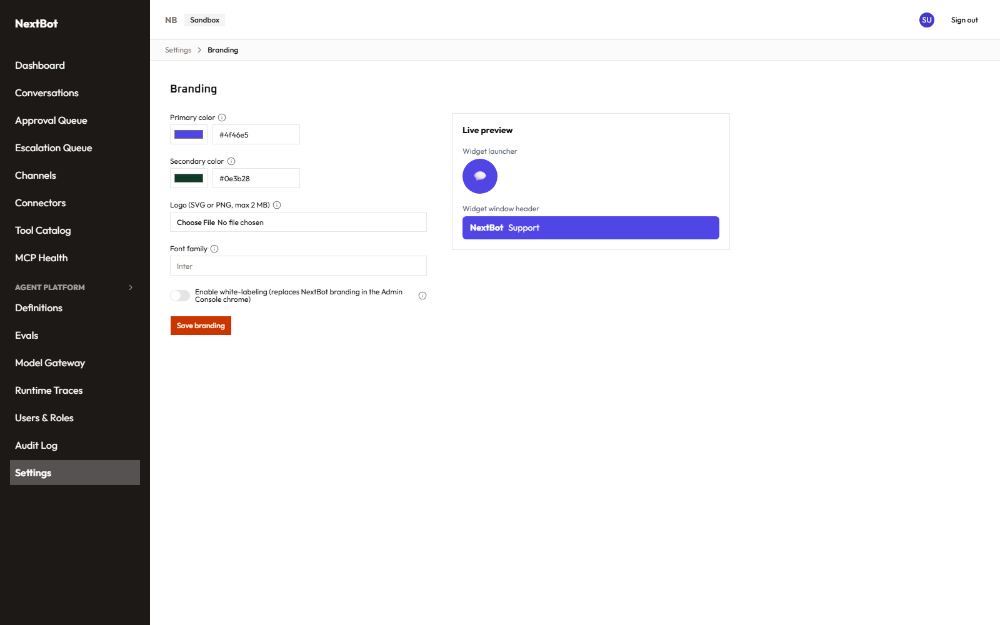 NextBot
NB
Sandbox
SU
Sign out
Settings
Branding
Dashboard
Conversations
Approval Queue
Escalation Queue
Channels
Connectors
Tool Catalog
MCP Health
AGENT PLATFORM
Definitions
Evals
Model Gateway
Runtime Traces
Users & Roles
Audit Log
Settings
Branding
Primary color
#4f46e5
Secondary color
#0e3b28
Logo (SVG or PNG, max 2 MB)
Choose File No file chosen
Font family
Inter
Enable white-labeling (replaces NextBot branding in the Admin
Console chrome)
Save branding
Live preview
Widget launcher
Widget window header
NextBot Support